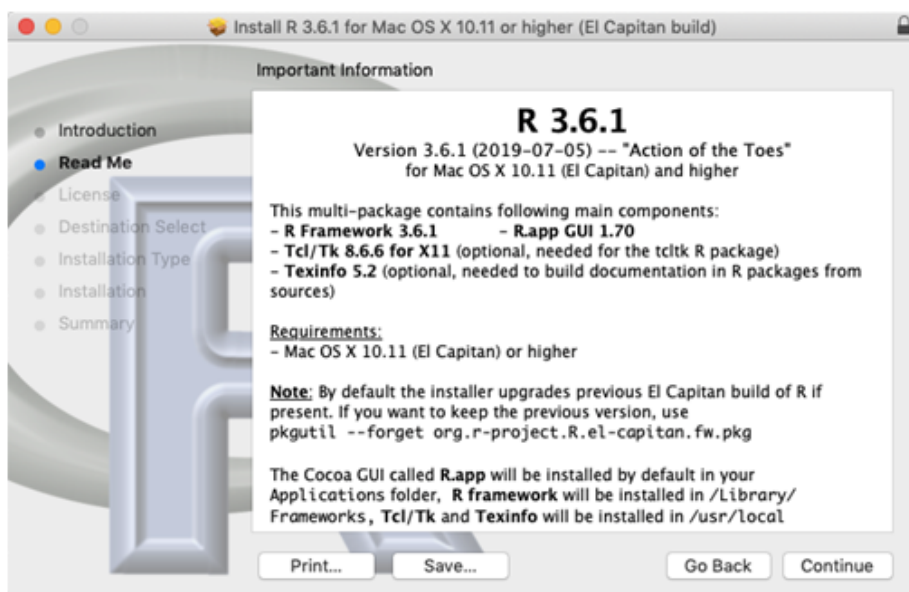 Install R 3.6.1 for Mac OS X 10.11 or higher (El Capitan build)
Important Information
Introduction
Read Me
License
Destination Select
Installation Type
Installation
Summary
R 3.6.1
Version 3.6.1 (2019-07-05) -- "Action of the Toes"
for Mac OS X 10.11 (El Capitan) and higher
This multi-package contains following main components:
- R Framework 3.6.1 - R.app GUI 1.70
- Tcl/Tk 8.6.6 for X11 (optional, needed for the tcltk R package)
- Texinfo 5.2 (optional, needed to build documentation in R packages from
sources)
Requirements:
- Mac OS X 10.11 (El Capitan) or higher
Note: By default the installer upgrades previous El Capitan build of R if
present. If you want to keep the previous version, use
pkgutil --forget org.r-project.R.el-capitan.fw.pkg
The Cocoa GUI called R.app will be installed by default in your
Applications folder, R framework will be installed in /Library/
Frameworks, Tcl/Tk and Texinfo will be installed in /usr/local
Print... Save... Go Back Continue